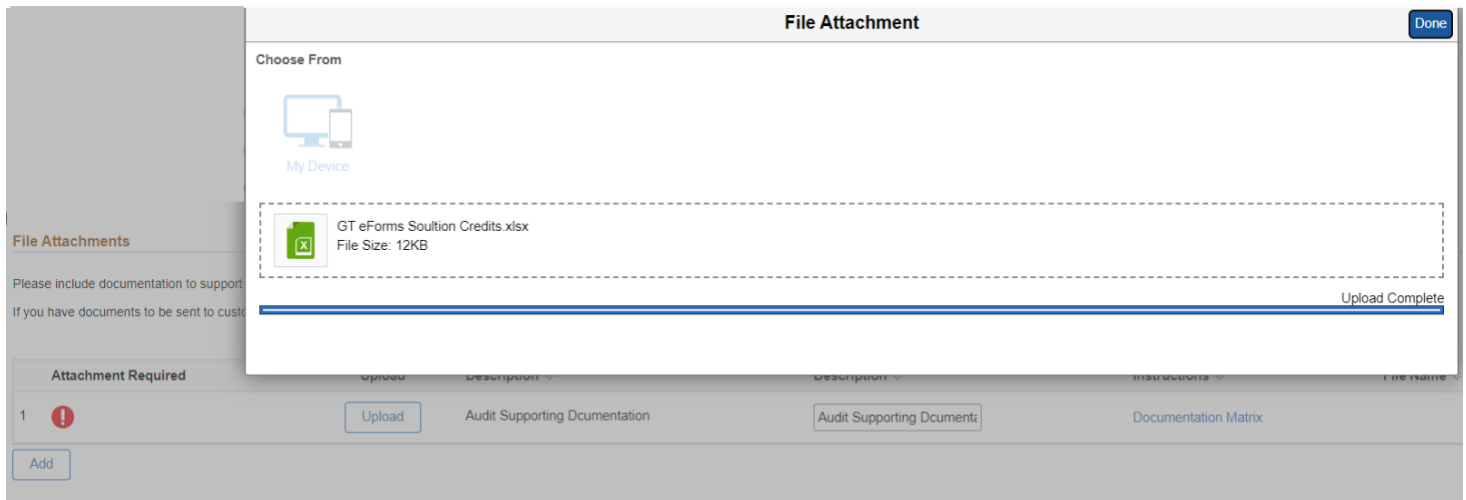 File Attachment
Done
Choose From
My Device
GT eForms Soultion Credits.xlsx
File Size: 12KB
Upload Complete
File Attachments
Please include documentation to support
If you have documents to be sent to custo
Attachment Required Upload Description Description Instructions File Name
1 Upload Audit Supporting Dcumentation Audit Supporting Dcumenta Documentation Matrix
Add